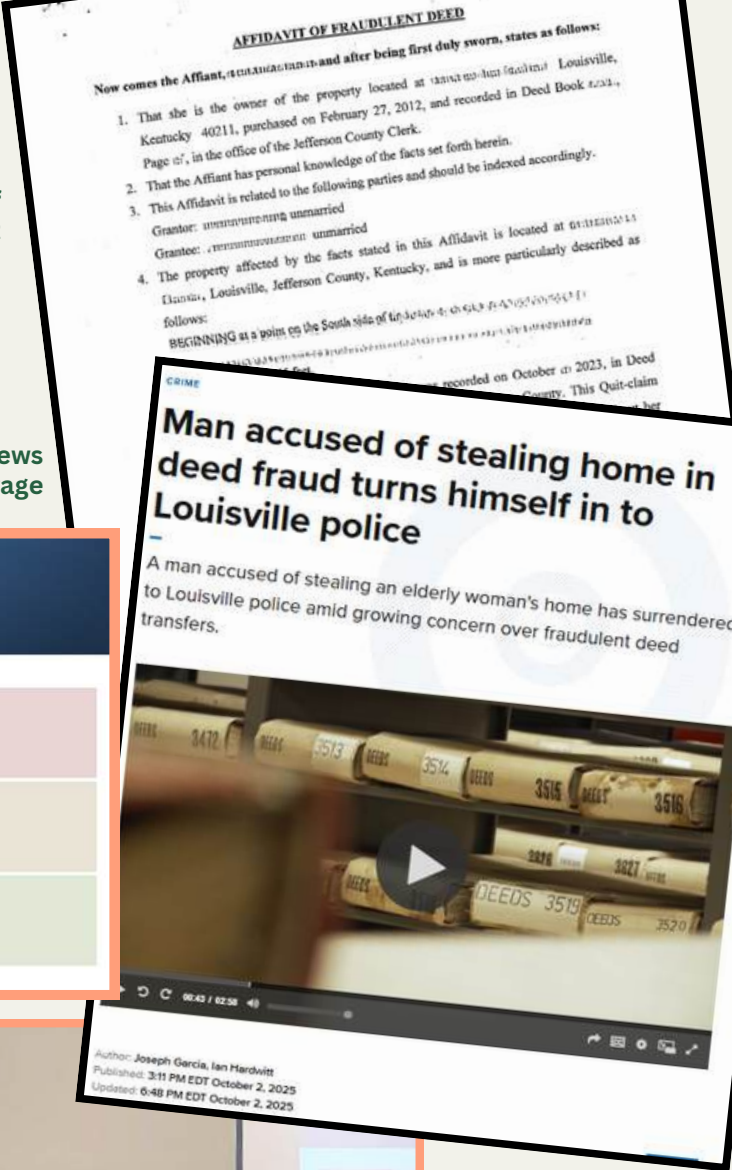 AFFIDAVIT OF FRAUDULENT DEED
Now comes the Affiant, and after being first duly sworn, states as follows:
1. That she is the owner of the property located at Louisville,
Kentucky 40211, purchased on February 27, 2012, and recorded in Deed Book
Page of, in the office of the Jefferson County Clerk.
2. That the Affiant has personal knowledge of the facts set forth herein.
3. This Affidavit is related to the following parties and should be indexed accordingly.
Grantor: unmarried
Grantee: unmarried
4. The property affected by the facts stated in this Affidavit is located at
Louisville, Jefferson County, Kentucky, and is more particularly described as
follows:
BEGINNING at a point on the South side of
feet
recorded on October 2023, in Deed
County. This Quit-claim
her
ews
age
CRIME
Man accused of stealing home in
deed fraud turns himself in to
Louisville police
A man accused of stealing an elderly woman's home has surrendered
to Louisville police amid growing concern over fraudulent deed
transfers.
DEEDS 3472 DEEDS 3513 DEEDS 3514 DEEDS 3515 DEEDS 3516
3827
DEEDS DEEDS 3519 DEEDS 3520
00:43 / 02:58
Author: Joseph Garcia, Ian Hardwitt
Published: 3:11 PM EDT October 2, 2025
Updated: 6:48 PM EDT October 2, 2025